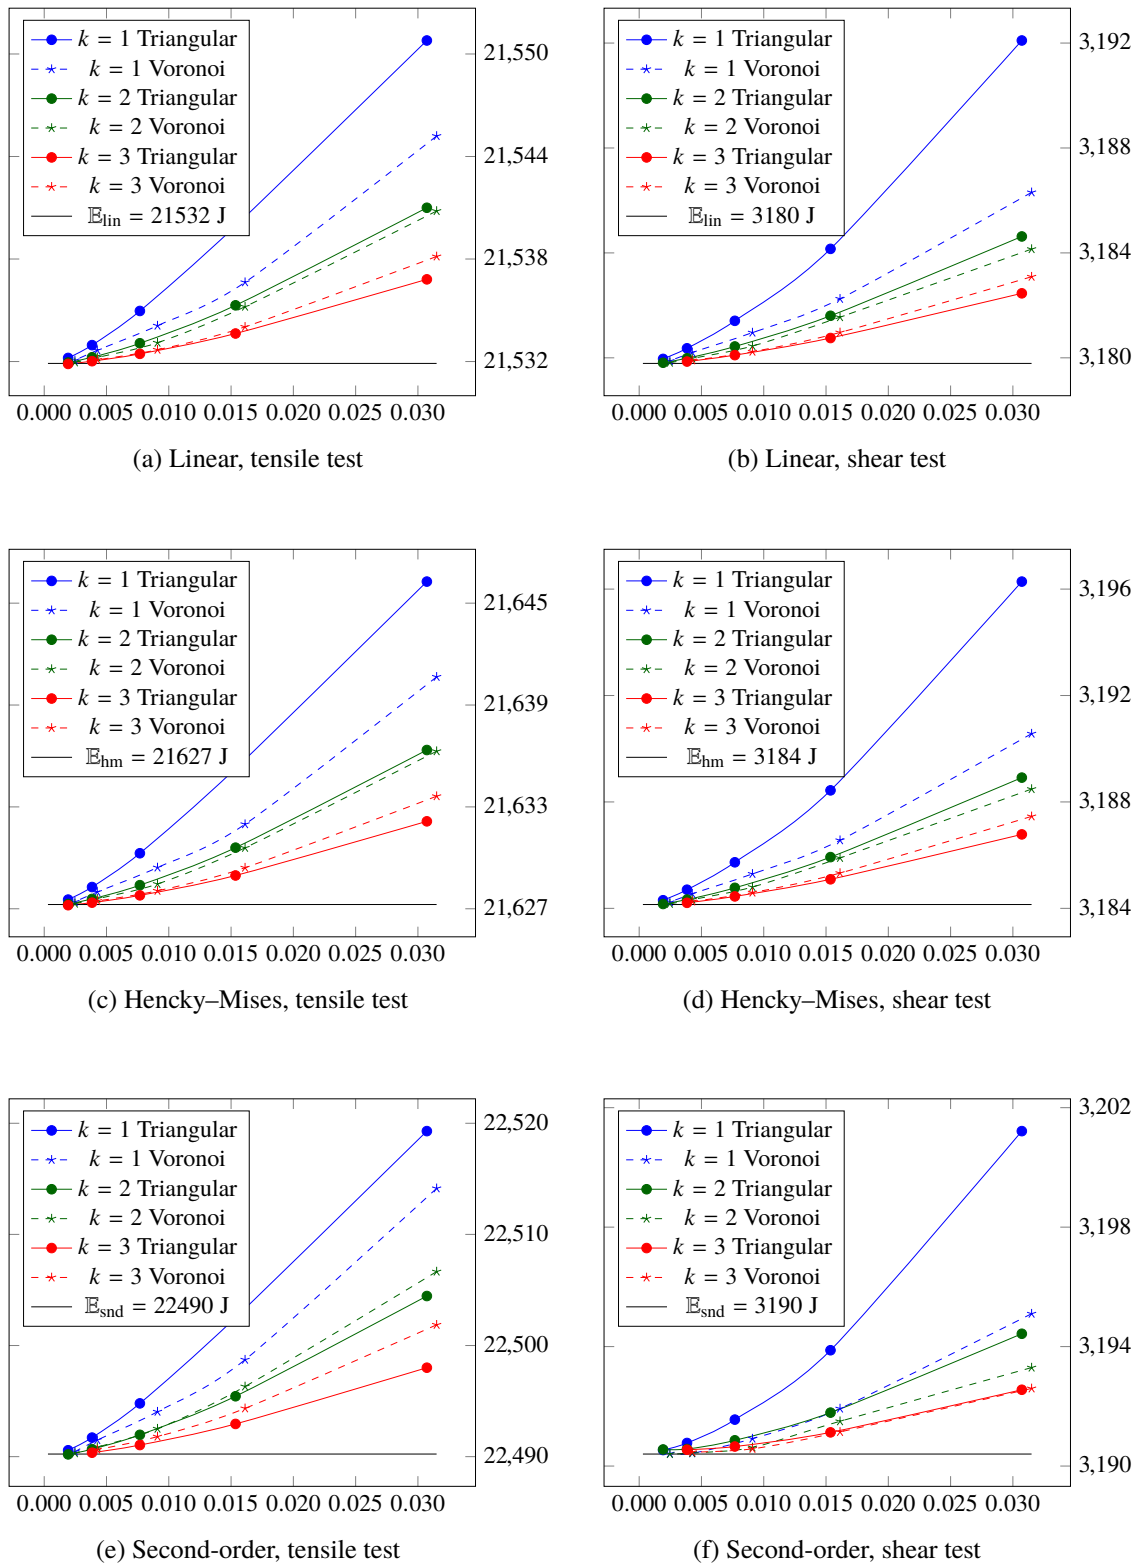 k = 1 Triangular
k = 1 Voronoi
k = 2 Triangular
k = 2 Voronoi
k = 3 Triangular
k = 3 Voronoi
𝔼lin = 21532 J
21,550
21,544
21,538
21,532
0.000 0.005 0.010 0.015 0.020 0.025 0.030
(a) Linear, tensile test
k = 1 Triangular
k = 1 Voronoi
k = 2 Triangular
k = 2 Voronoi
k = 3 Triangular
k = 3 Voronoi
𝔼lin = 3180 J
3,192
3,188
3,184
3,180
0.000 0.005 0.010 0.015 0.020 0.025 0.030
(b) Linear, shear test
k = 1 Triangular
k = 1 Voronoi
k = 2 Triangular
k = 2 Voronoi
k = 3 Triangular
k = 3 Voronoi
𝔼hm = 21627 J
21,645
21,639
21,633
21,627
0.000 0.005 0.010 0.015 0.020 0.025 0.030
(c) Hencky–Mises, tensile test
k = 1 Triangular
k = 1 Voronoi
k = 2 Triangular
k = 2 Voronoi
k = 3 Triangular
k = 3 Voronoi
𝔼hm = 3184 J
3,196
3,192
3,188
3,184
0.000 0.005 0.010 0.015 0.020 0.025 0.030
(d) Hencky–Mises, shear test
k = 1 Triangular
k = 1 Voronoi
k = 2 Triangular
k = 2 Voronoi
k = 3 Triangular
k = 3 Voronoi
𝔼snd = 22490 J
22,520
22,510
22,500
22,490
0.000 0.005 0.010 0.015 0.020 0.025 0.030
(e) Second-order, tensile test
k = 1 Triangular
k = 1 Voronoi
k = 2 Triangular
k = 2 Voronoi
k = 3 Triangular
k = 3 Voronoi
𝔼snd = 3190 J
3,202
3,198
3,194
3,190
0.000 0.005 0.010 0.015 0.020 0.025 0.030
(f) Second-order, shear test